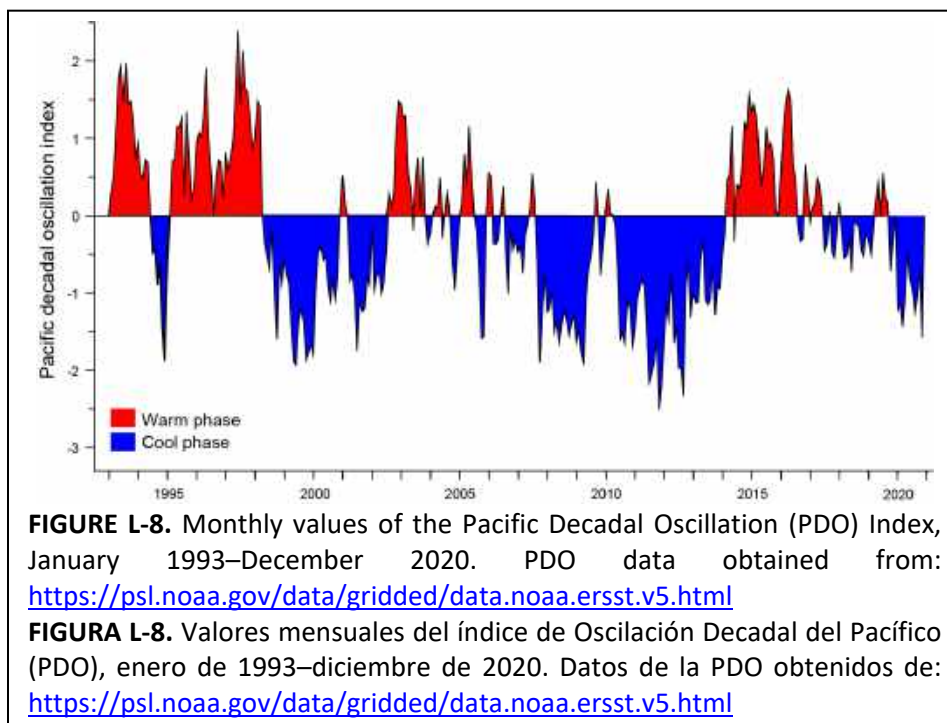 2
1
0
-1
-2
-3
Pacific decadal oscillation index
Warm phase
Cool phase
1995 2000 2005 2010 2015 2020
FIGURE L-8. Monthly values of the Pacific Decadal Oscillation (PDO) Index,
January 1993–December 2020. PDO data obtained from:
https://psl.noaa.gov/data/gridded/data.noaa.ersst.v5.html
FIGURA L-8. Valores mensuales del índice de Oscilación Decadal del Pacífico
(PDO), enero de 1993–diciembre de 2020. Datos de la PDO obtenidos de:
https://psl.noaa.gov/data/gridded/data.noaa.ersst.v5.html